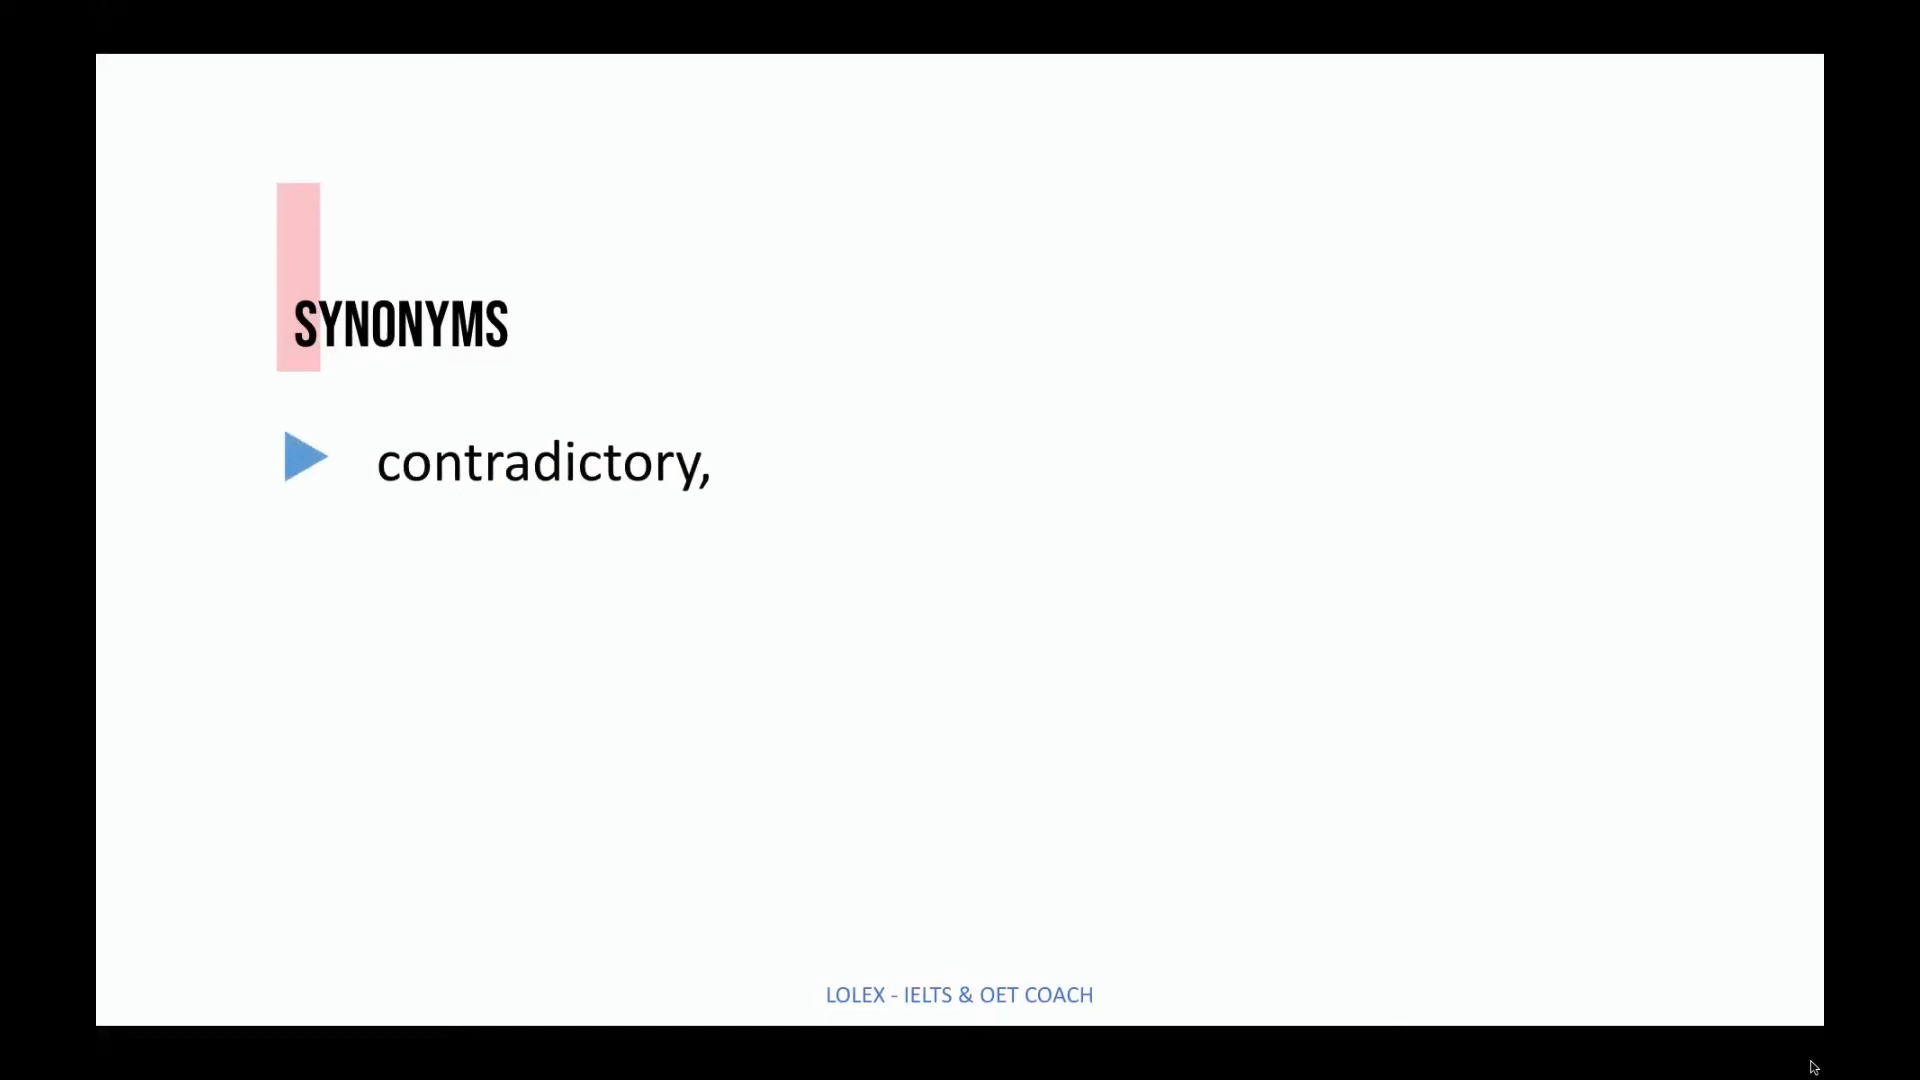 SYNONYMS
contradictory,
LOLEX - IELTS & OET COACH